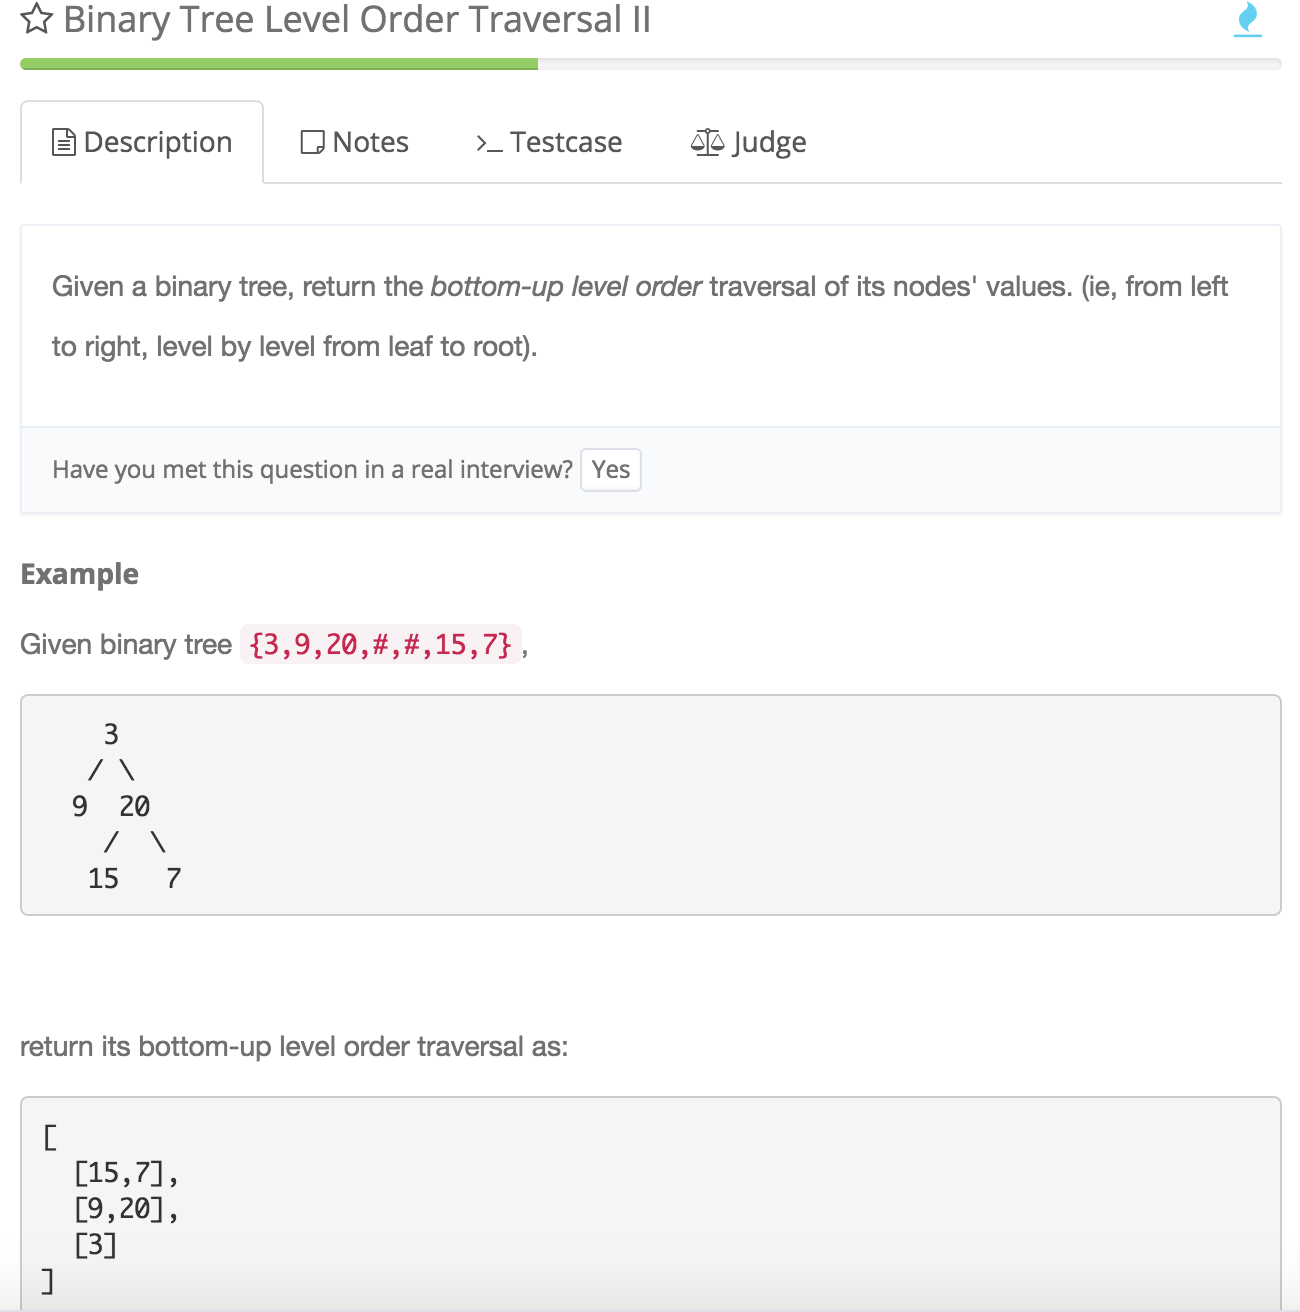 Binary Tree Level Order Traversal II
Description Notes >_ Testcase Judge
Given a binary tree, return the bottom-up level order traversal of its nodes' values. (ie, from left
to right, level by level from leaf to root).
Have you met this question in a real interview? Yes
Example
Given binary tree {3,9,20,#,#,15,7},
3
/ \
9 20
/ \
15 7
return its bottom-up level order traversal as:
[
[15,7],
[9,20],
[3]
]